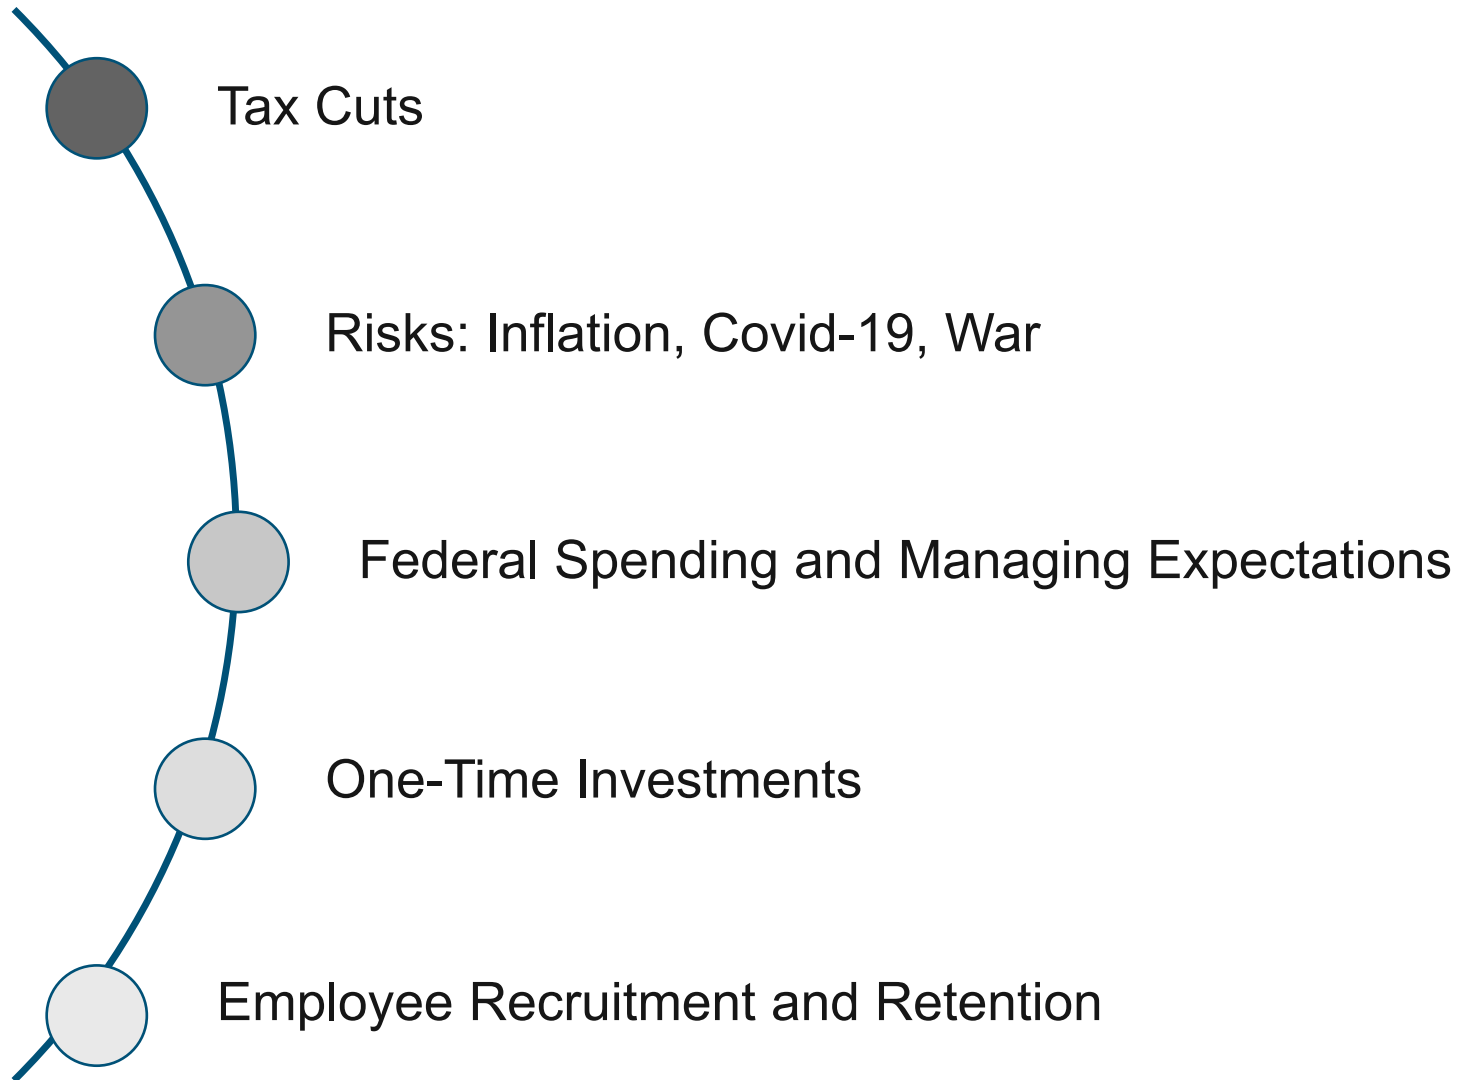 Tax Cuts
Risks: Inflation, Covid-19, War
Federal Spending and Managing Expectations
One-Time Investments
Employee Recruitment and Retention